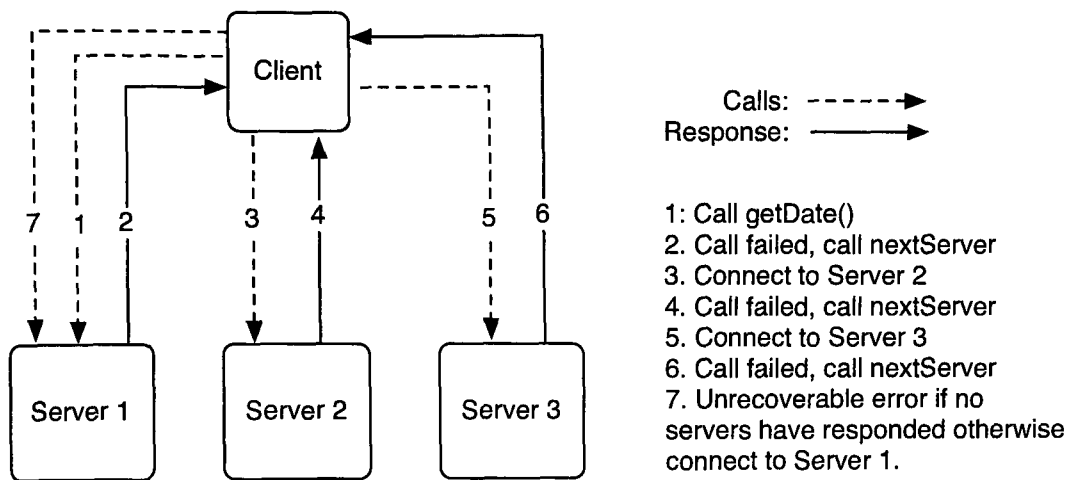 Client
Calls:
Response:
7
1
2
3
4
5
6
1: Call getDate()
2. Call failed, call nextServer
3. Connect to Server 2
4. Call failed, call nextServer
5. Connect to Server 3
6. Call failed, call nextServer
7. Unrecoverable error if no
servers have responded otherwise
connect to Server 1.
Server 1
Server 2
Server 3